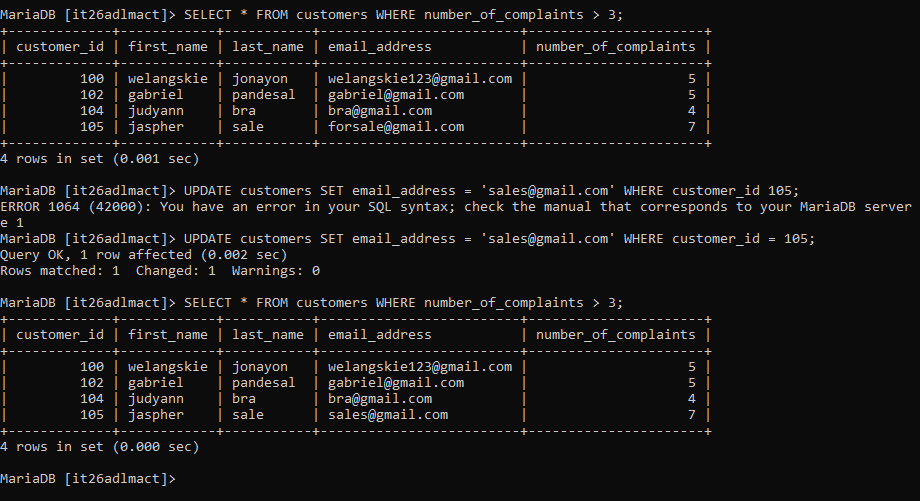 MariaDB [it26adlmact]> SELECT * FROM customers WHERE number_of_complaints > 3;
+-------------+------------+-----------+-------------------------+----------------------+
| customer_id | first_name | last_name | email_address           | number_of_complaints |
+-------------+------------+-----------+-------------------------+----------------------+
|         100 | welangskie | jonayon   | welangskie123@gmail.com |                    5 |
|         102 | gabriel    | pandesal  | gabriel@gmail.com       |                    5 |
|         104 | judyann    | bra       | bra@gmail.com           |                    4 |
|         105 | jaspher    | sale      | forsale@gmail.com       |                    7 |
+-------------+------------+-----------+-------------------------+----------------------+
4 rows in set (0.001 sec)

MariaDB [it26adlmact]> UPDATE customers SET email_address = 'sales@gmail.com' WHERE customer_id 105;
ERROR 1064 (42000): You have an error in your SQL syntax; check the manual that corresponds to your MariaDB server
e 1
MariaDB [it26adlmact]> UPDATE customers SET email_address = 'sales@gmail.com' WHERE customer_id = 105;
Query OK, 1 row affected (0.002 sec)
Rows matched: 1  Changed: 1  Warnings: 0

MariaDB [it26adlmact]> SELECT * FROM customers WHERE number_of_complaints > 3;
+-------------+------------+-----------+-------------------------+----------------------+
| customer_id | first_name | last_name | email_address           | number_of_complaints |
+-------------+------------+-----------+-------------------------+----------------------+
|         100 | welangskie | jonayon   | welangskie123@gmail.com |                    5 |
|         102 | gabriel    | pandesal  | gabriel@gmail.com       |                    5 |
|         104 | judyann    | bra       | bra@gmail.com           |                    4 |
|         105 | jaspher    | sale      | sales@gmail.com         |                    7 |
+-------------+------------+-----------+-------------------------+----------------------+
4 rows in set (0.000 sec)

MariaDB [it26adlmact]>